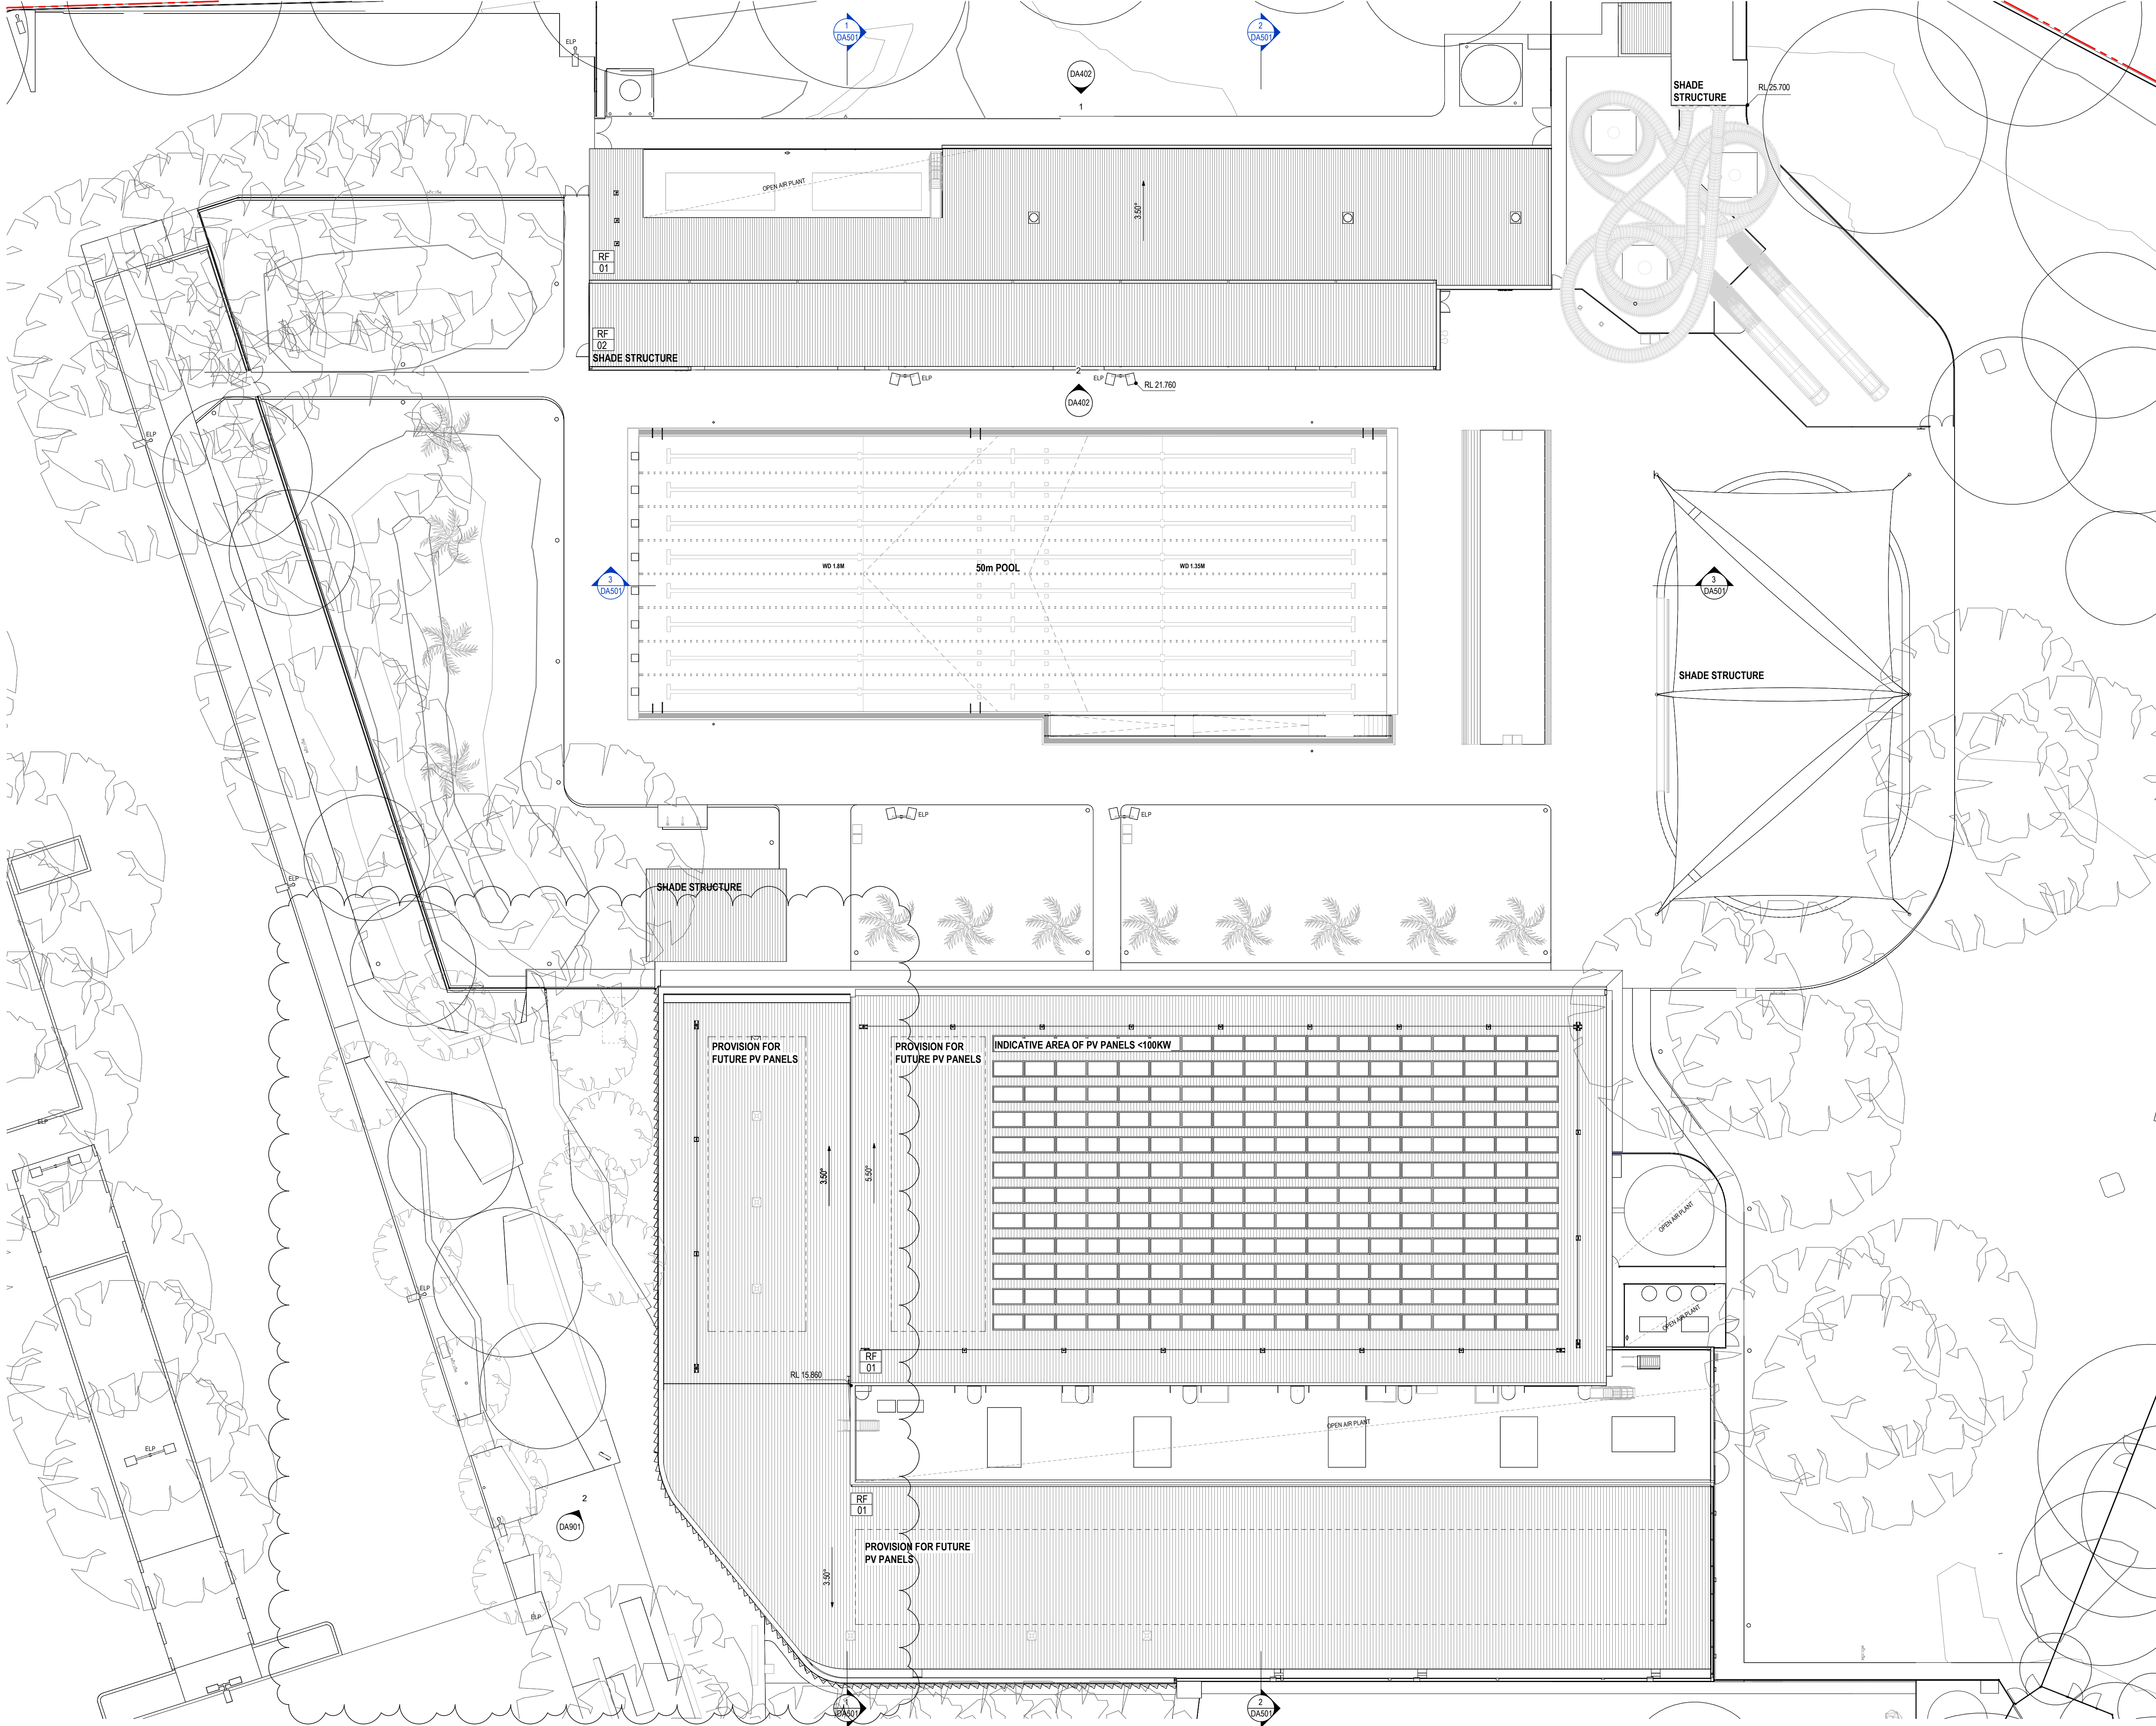 1
DA501
2
DA501
ELP
DA402
1
SHADE
STRUCTURE
RL 25.700
OPEN AIR PLANT
3.50°
RF
01
RF
02
SHADE STRUCTURE
2
ELP
ELP
RL 21.760
DA402
ELP
WD 1.8M
50m POOL
WD 1.35M
3
DA501
3
DA501
SHADE STRUCTURE
ELP
ELP
ELP
SHADE STRUCTURE
PROVISION FOR
FUTURE PV PANELS
PROVISION FOR
FUTURE PV PANELS
INDICATIVE AREA OF PV PANELS <100KW
ELP
3.50°
5.50°
OPEN AIR PLANT
ELP
OPEN AIR PLANT
RF
01
RL 15.860
OPEN AIR PLANT
ELP
RF
01
2
DA901
PROVISION FOR FUTURE
PV PANELS
3.50°
ELP
1
DA501
2
DA501